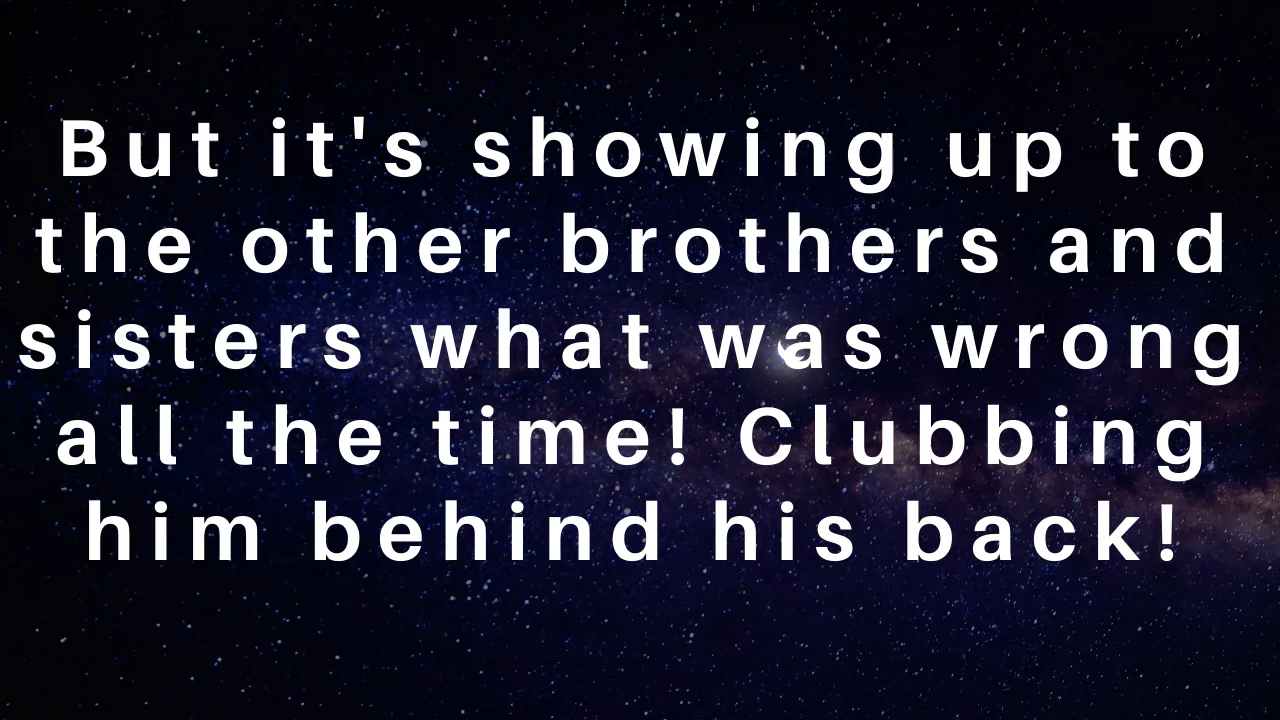 But it's showing up to
the other brothers and
sisters what was wrong
all the time! Clubbing
him behind his back!